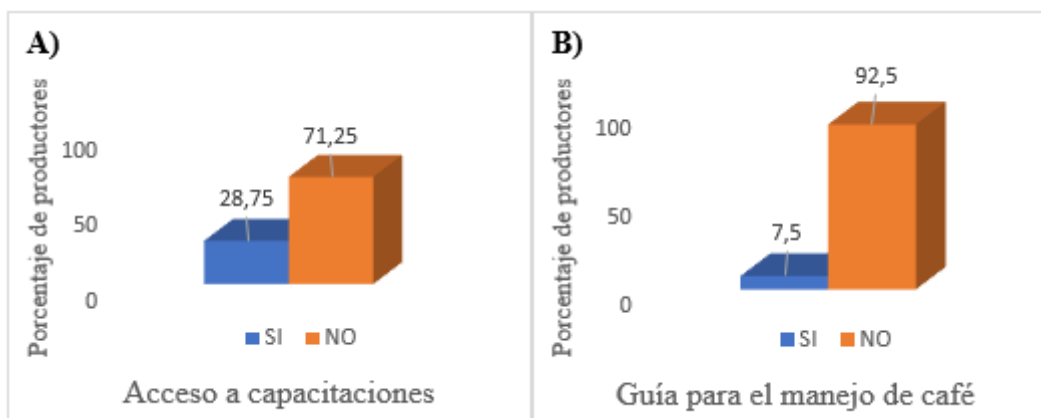 A)
Porcentaje de productores
100
50
0
28,75
71,25
SI NO
Acceso a capacitaciones
B)
Porcentaje de productores
100
50
0
7,5
92,5
SI NO
Guía para el manejo de café